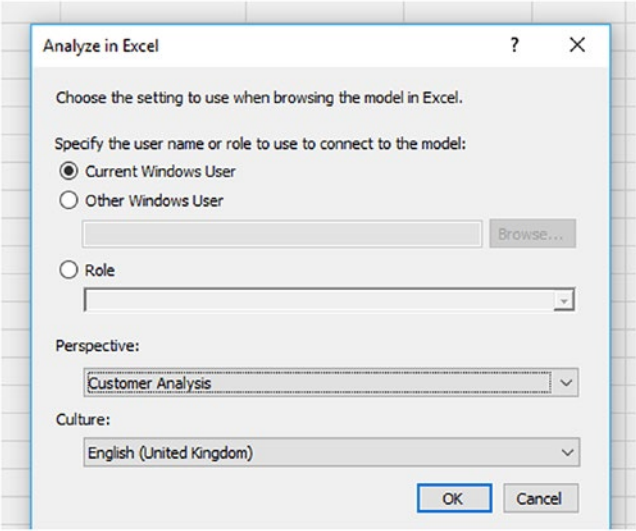 Analyze in Excel ?
Choose the setting to use when browsing the model in Excel.
Specify the user name or role to use to connect to the model:
Current Windows User
Other Windows User
Browse...
Role
Perspective:
Customer Analysis
Culture:
English (United Kingdom)
OK Cancel